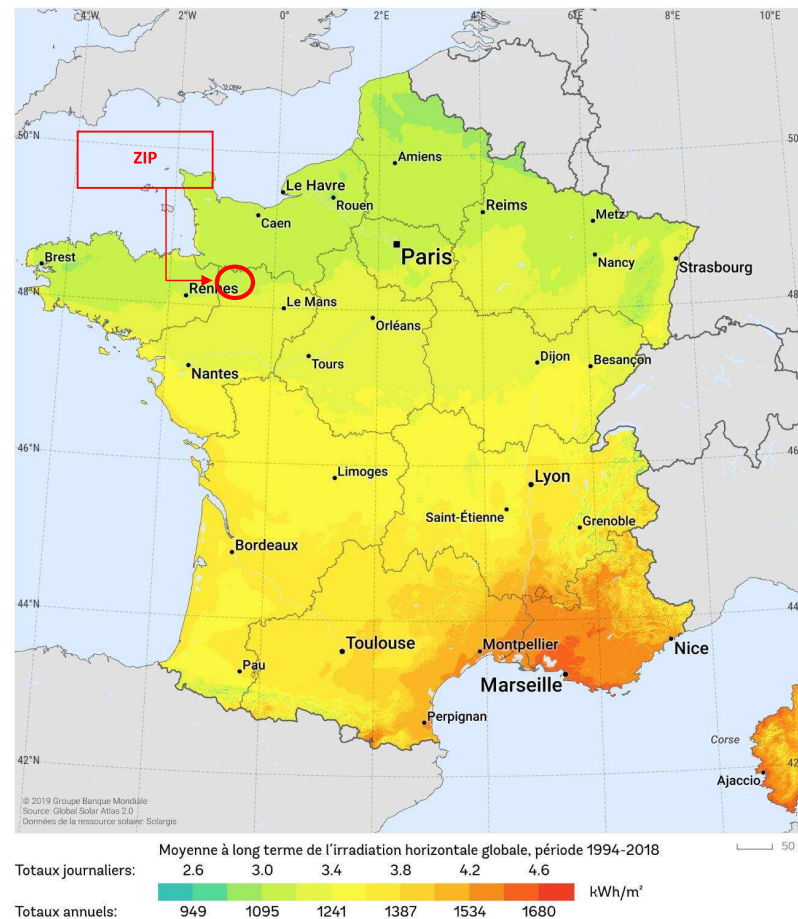 4°W 2°W 0° 2°E 4°E 6°E 8°E 10°E
50°N
50
ZIP
Amiens
Le Havre
Rouen
Reims
Caen
Metz
Paris
Nancy
Strasbourg
Brest
48°N
48
Rennes
Le Mans
Orléans
Nantes
Tours
Dijon
Besançon
46°N
46
Limoges
Lyon
Saint-Étienne
Grenoble
Bordeaux
44°N
44
Toulouse
Montpellier
Nice
Pau
Marseille
Perpignan
Corse
42°N
42
Ajaccio
© 2019 Groupe Banque Mondiale
Source: Global Solar Atlas 2.0
Données de la ressource solaire: Solargis
Moyenne à long terme de l'irradiation horizontale globale, période 1994-2018
50
Totaux journaliers: 2.6 3.0 3.4 3.8 4.2 4.6
kWh/m²
Totaux annuels: 949 1095 1241 1387 1534 1680